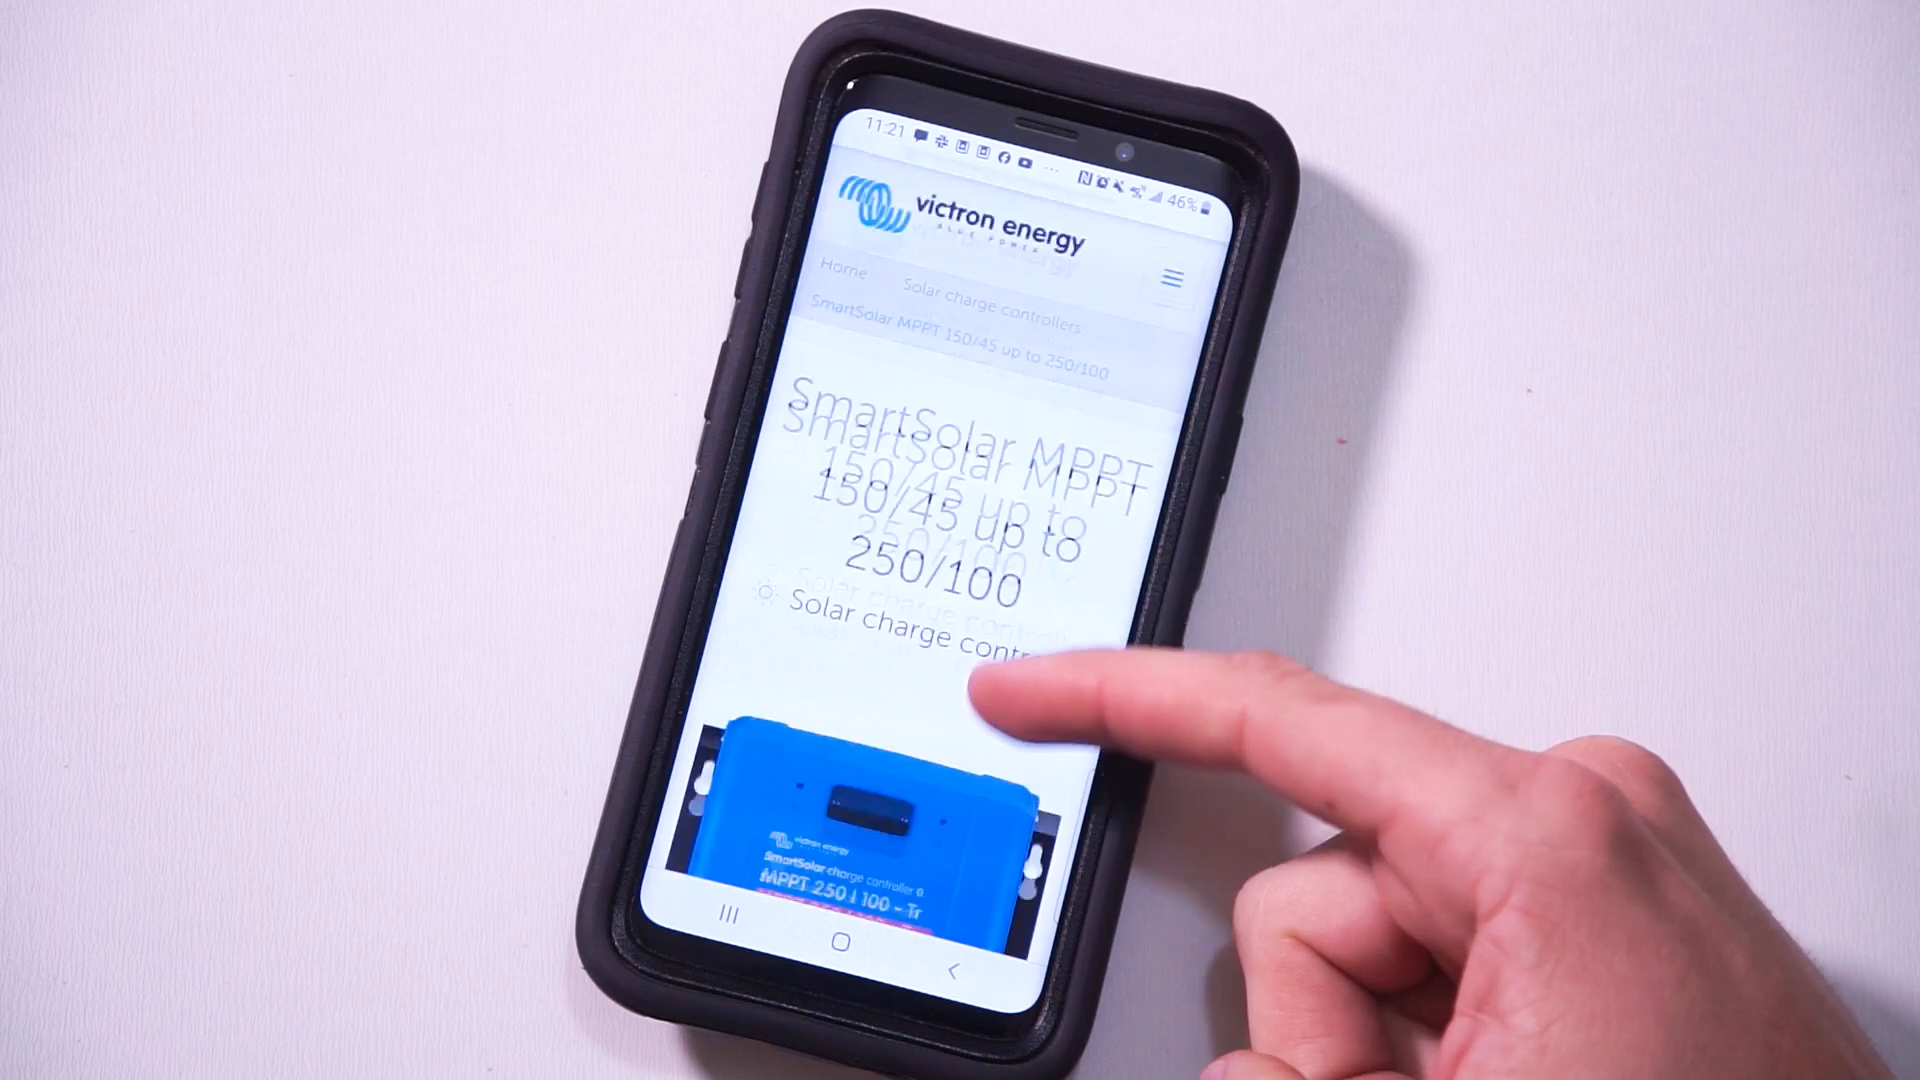 11:21
46%
victron energy
BLUE POWER
Home
Solar charge controllers
SmartSolar MPPT 150/45 up to 250/100
SmartSolar MPPT
150/45 up to
250/100
Solar charge contr
victron energy
SmartSolar charge controller
MPPT 250 | 100 - Tr